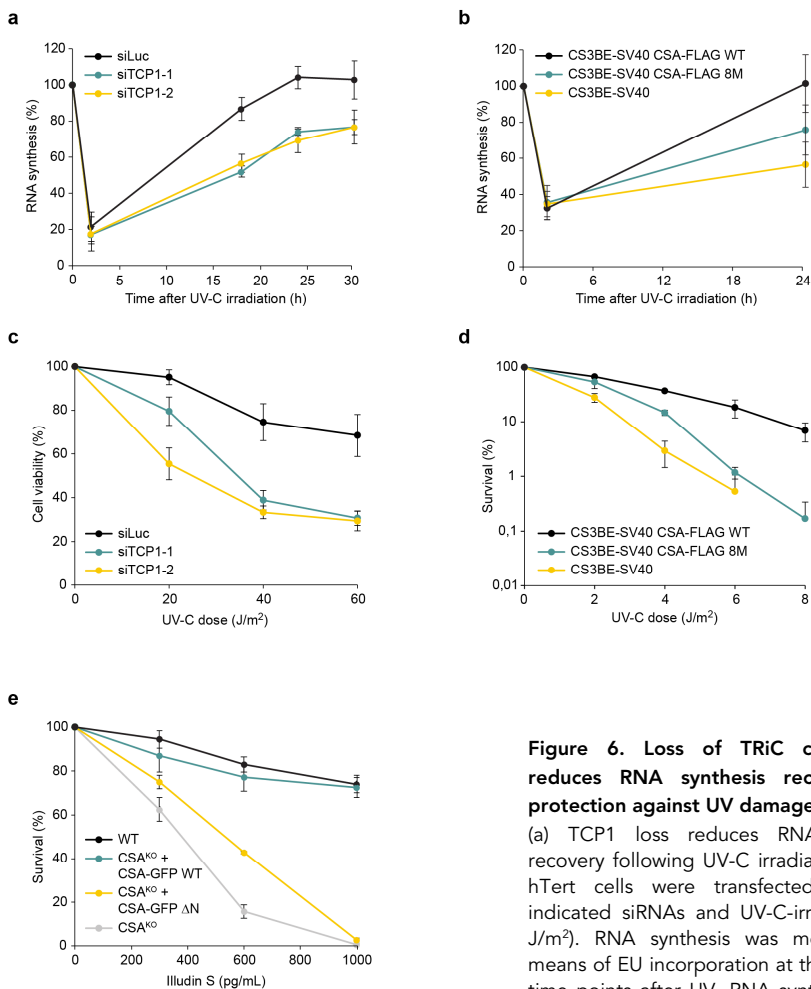 a
120
100
80
60
40
20
0
RNA synthesis (%)
siLuc
siTCP1-1
siTCP1-2
0 5 10 15 20 25 30
Time after UV-C irradiation (h)
b
120
100
80
60
40
20
0
RNA synthesis (%)
CS3BE-SV40 CSA-FLAG WT
CS3BE-SV40 CSA-FLAG 8M
CS3BE-SV40
0 6 12 18 24
Time after UV-C irradiation (h)
c
100
80
60
40
20
0
Cell viability (%)
siLuc
siTCP1-1
siTCP1-2
0 20 40 60
UV-C dose (J/m²)
d
100
10
1
0,1
0,01
Survival (%)
CS3BE-SV40 CSA-FLAG WT
CS3BE-SV40 CSA-FLAG 8M
CS3BE-SV40
0 2 4 6 8
UV-C dose (J/m²)
e
100
80
60
40
20
0
Survival (%)
WT
CSAᴷᴼ +
CSA-GFP WT
CSAᴷᴼ +
CSA-GFP ΔN
CSAᴷᴼ
0 200 400 600 800 1000
Illudin S (pg/mL)
Figure 6. Loss of TRiC
reduces RNA synthesis
protection against UV damage
(a) TCP1 loss reduces RNA
recovery following UV-C
hTert cells were transfected
indicated siRNAs and
J/m²). RNA synthesis was
means of EU incorporation at
time points after UV. RNA